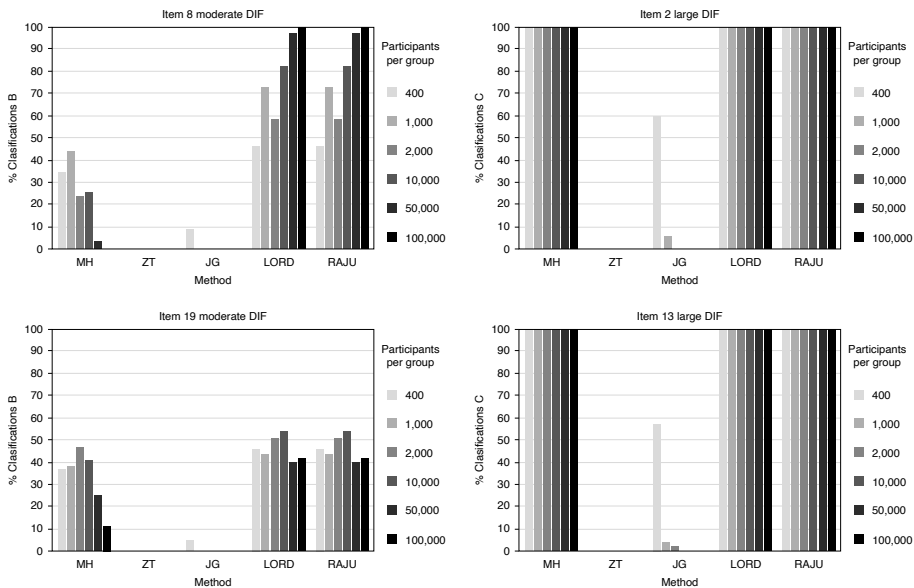 Item 8 moderate DIF
% Clasifications B
100
90
80
70
60
50
40
30
20
10
0
MH ZT JG LORD RAJU
Method
Participants
per group
400
1,000
2,000
10,000
50,000
100,000
Item 2 large DIF
% Clasifications C
100
90
80
70
60
50
40
30
20
10
0
MH ZT JG LORD RAJU
Method
Participants
per group
400
1,000
2,000
10,000
50,000
100,000
Item 19 moderate DIF
% Clasifications B
100
90
80
70
60
50
40
30
20
10
0
MH ZT JG LORD RAJU
Method
Participants
per group
400
1,000
2,000
10,000
50,000
100,000
Item 13 large DIF
% Clasifications C
100
90
80
70
60
50
40
30
20
10
0
MH ZT JG LORD RAJU
Method
Participants
per group
400
1,000
2,000
10,000
50,000
100,000